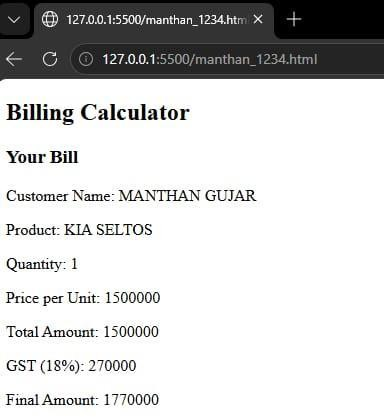 127.0.0.1:5500/manthan_1234.htm
127.0.0.1:5500/manthan_1234.html
Billing Calculator
Your Bill
Customer Name: MANTHAN GUJAR
Product: KIA SELTOS
Quantity: 1
Price per Unit: 1500000
Total Amount: 1500000
GST (18%): 270000
Final Amount: 1770000